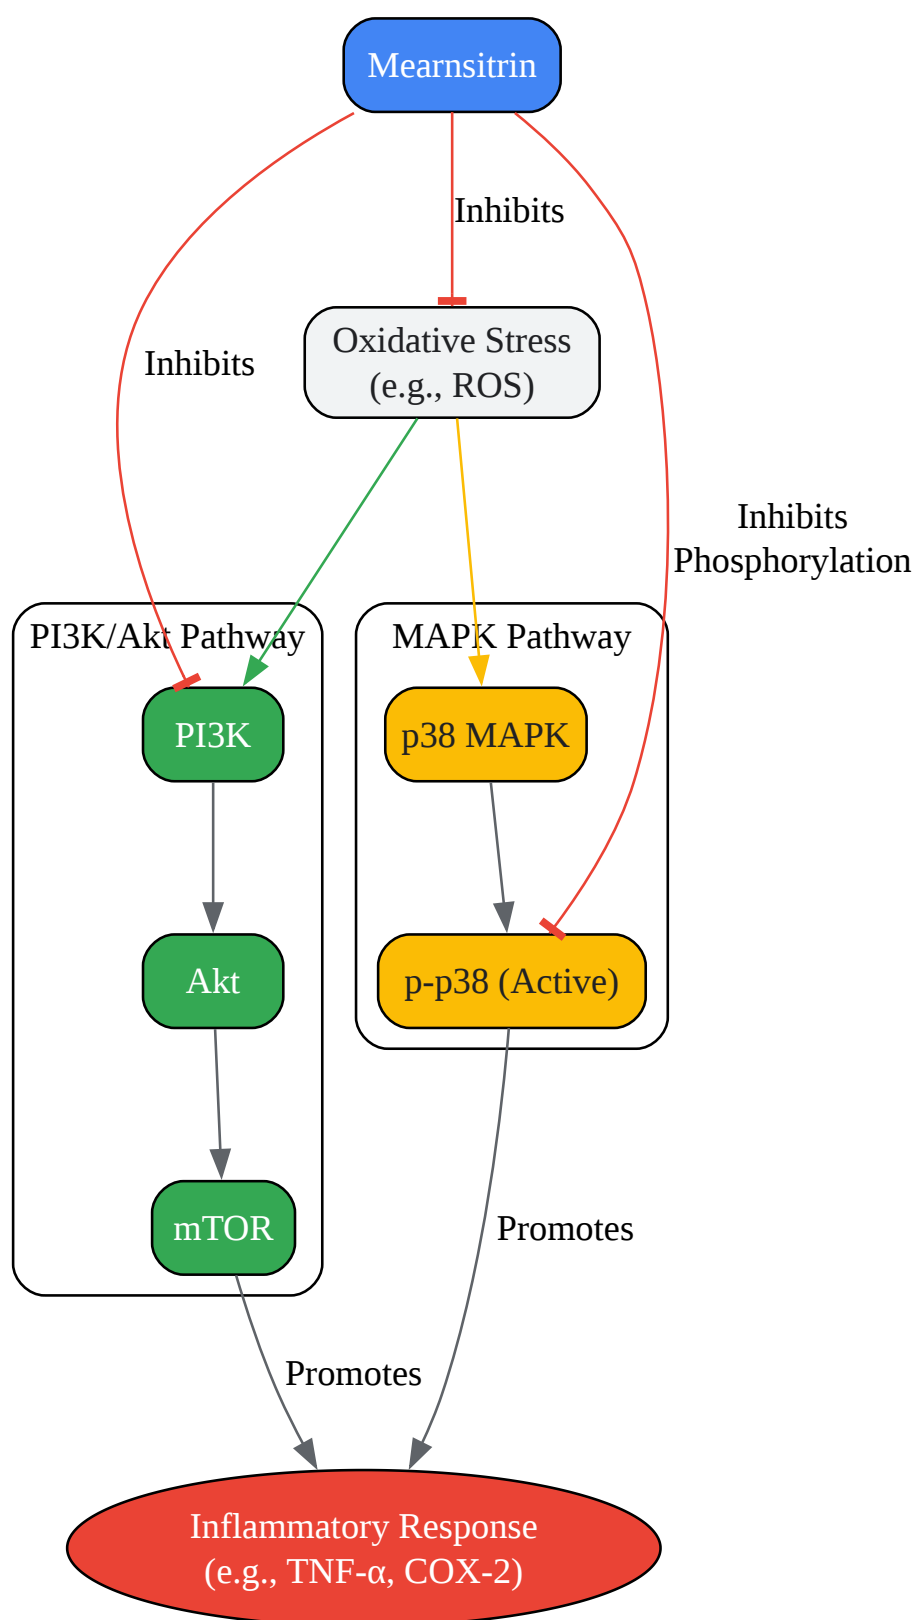 Mearnsitrin
Inhibits
Oxidative Stress
(e.g., ROS)
Inhibits
Inhibits
Phosphorylation
PI3K/Akt Pathway
MAPK Pathway
PI3K
p38 MAPK
Akt
p-p38 (Active)
mTOR
Promotes
Promotes
Inflammatory Response
(e.g., TNF-α, COX-2)